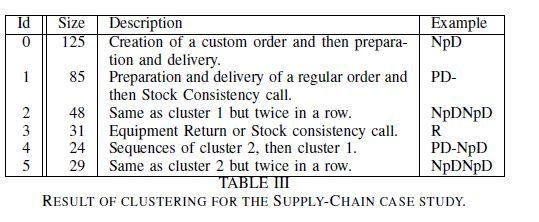 Id Size Description Example
0 125 Creation of a custom order and then prepara- NpD
tion and delivery.
1 85 Preparation and delivery of a regular order and PD-
then Stock Consistency call.
2 48 Same as cluster 1 but twice in a row. NpDNpD
3 31 Equipment Return or Stock consistency call. R
4 24 Sequences of cluster 2, then cluster 1. PD-NpD
5 29 Same as cluster 2 but twice in a row. NpDNpD
TABLE III
RESULT OF CLUSTERING FOR THE SUPPLY-CHAIN CASE STUDY.